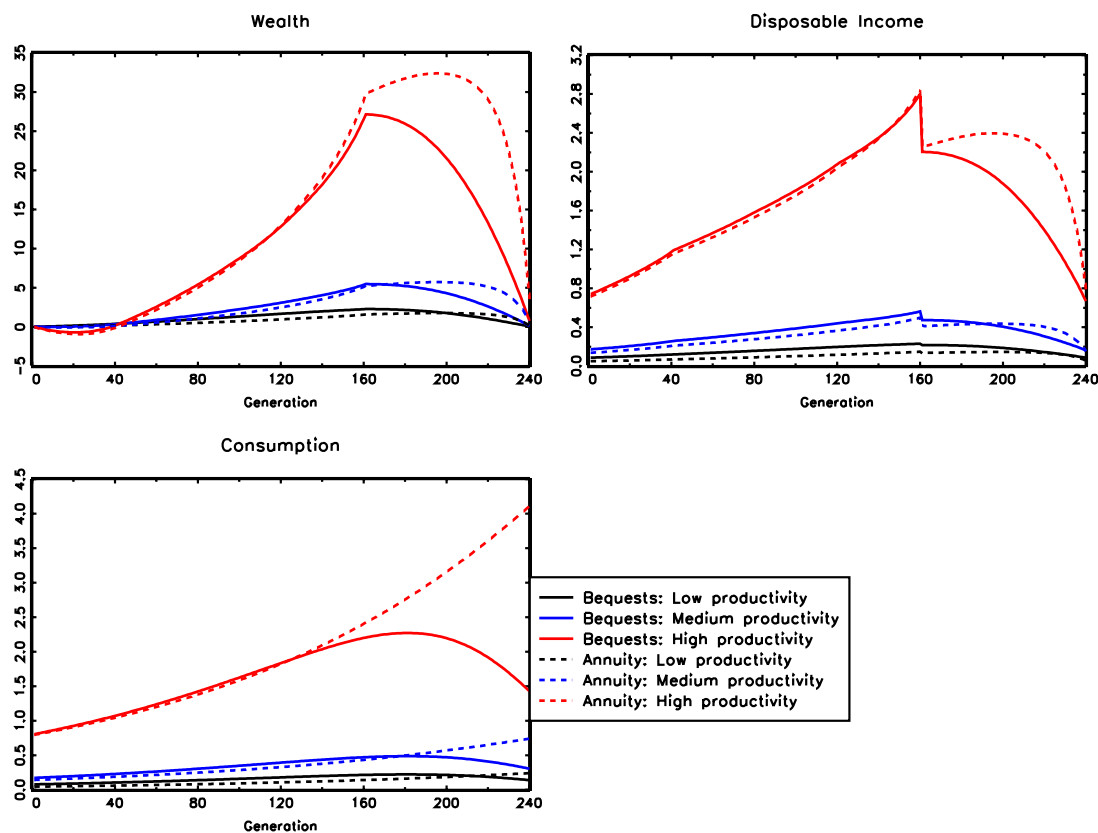 Wealth
35
30
25
20
15
10
5
0
−5
0 40 80 120 160 200 240
Generation
Disposable Income
3.2
2.8
2.4
2.0
1.6
1.2
0.8
0.4
0.0
0 40 80 120 160 200 240
Generation
Consumption
4.5
4.0
3.5
3.0
2.5
2.0
1.5
1.0
0.5
0.0
0 40 80 120 160 200 240
Generation
Bequests: Low productivity
Bequests: Medium productivity
Bequests: High productivity
Annuity: Low productivity
Annuity: Medium productivity
Annuity: High productivity